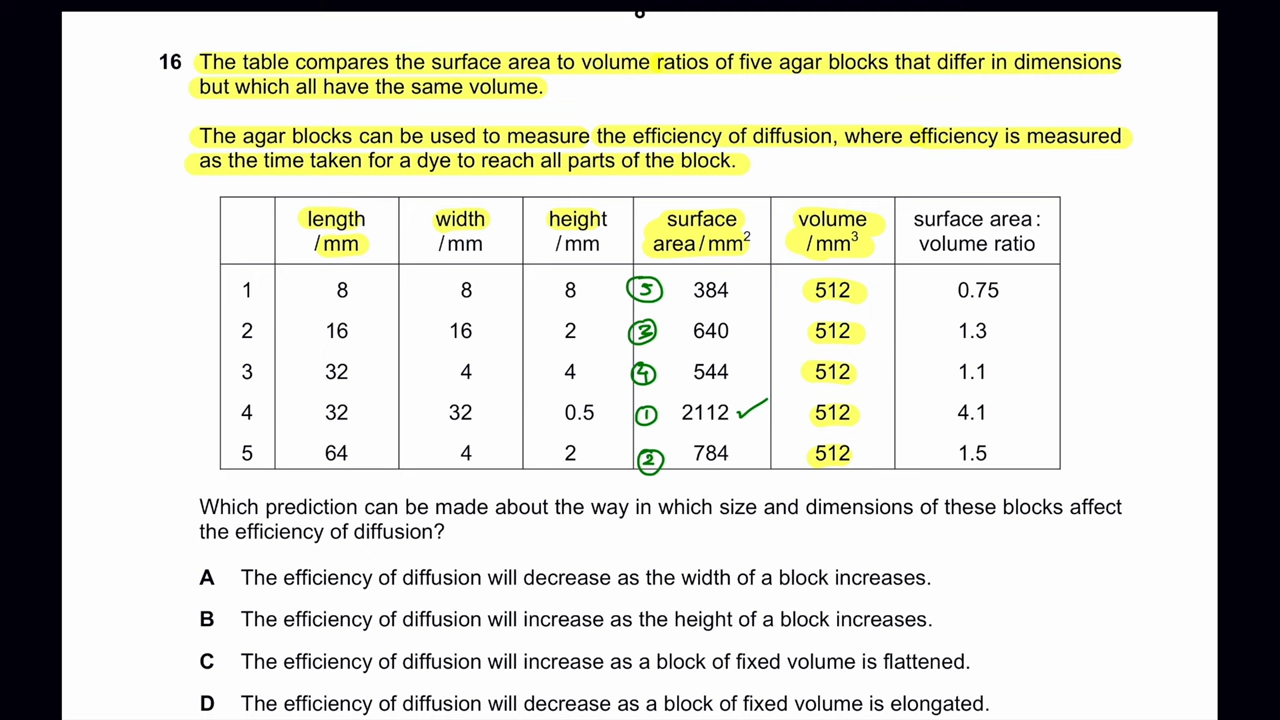 8
16 The table compares the surface area to volume ratios of five agar blocks that differ in dimensions
but which all have the same volume.
The agar blocks can be used to measure the efficiency of diffusion, where efficiency is measured
as the time taken for a dye to reach all parts of the block.
length /mm width /mm height /mm surface area/mm² volume /mm³ surface area: volume ratio
1 8 8 8 ⑤ 384 512 0.75
2 16 16 2 ③ 640 512 1.3
3 32 4 4 ④ 544 512 1.1
4 32 32 0.5 ① 2112 ✓ 512 4.1
5 64 4 2 ② 784 512 1.5
Which prediction can be made about the way in which size and dimensions of these blocks affect
the efficiency of diffusion?
A The efficiency of diffusion will decrease as the width of a block increases.
B The efficiency of diffusion will increase as the height of a block increases.
C The efficiency of diffusion will increase as a block of fixed volume is flattened.
D The efficiency of diffusion will decrease as a block of fixed volume is elongated.